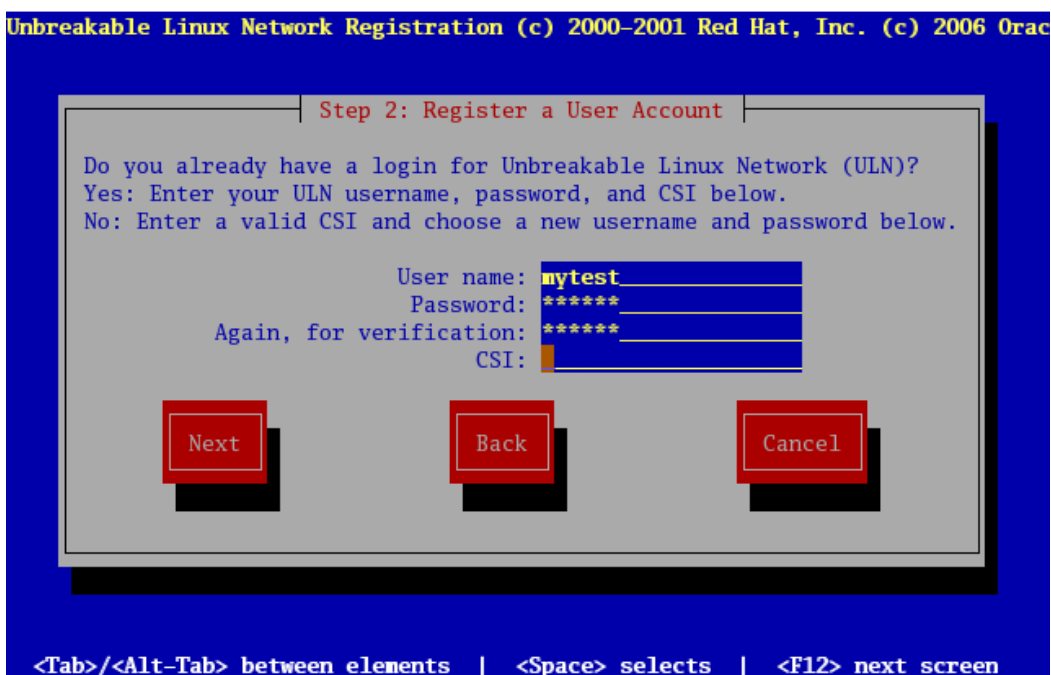 Unbreakable Linux Network Registration (c) 2000-2001 Red Hat, Inc. (c) 2006 Orac
Step 2: Register a User Account
Do you already have a login for Unbreakable Linux Network (ULN)?
Yes: Enter your ULN username, password, and CSI below.
No: Enter a valid CSI and choose a new username and password below.
User name: mytest
Password: ******
Again, for verification: ******
CSI:
Next Back Cancel
<Tab>/<Alt-Tab> between elements | <Space> selects | <F12> next screen